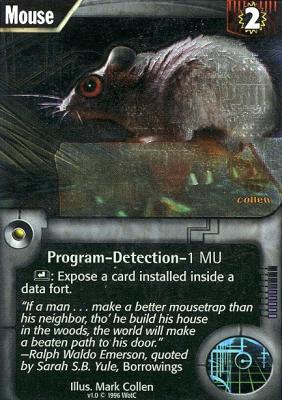 Mouse
2
collen
Program-Detection-1 MU
: Expose a card installed inside a
data fort.
"If a man . . . make a better mousetrap than
his neighbor, tho' he build his house
in the woods, the world will make
a beaten path to his door."
—Ralph Waldo Emerson, quoted
by Sarah S.B. Yule, Borrowings
Illus. Mark Collen
v1.0 © 1996 WotC